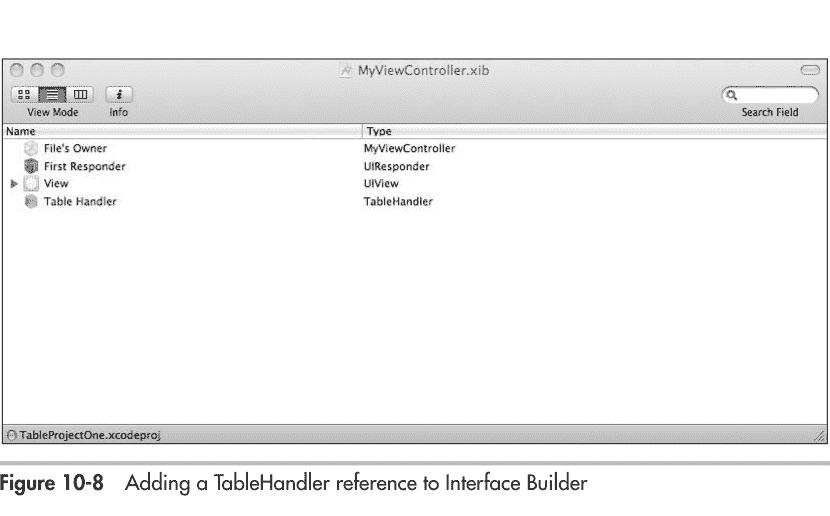 MyViewController.xib
View Mode Info Search Field
Name Type
File's Owner MyViewController
First Responder UIResponder
View UIView
Table Handler TableHandler
TableProjectOne.xcodeproj
Figure 10-8 Adding a TableHandler reference to Interface Builder